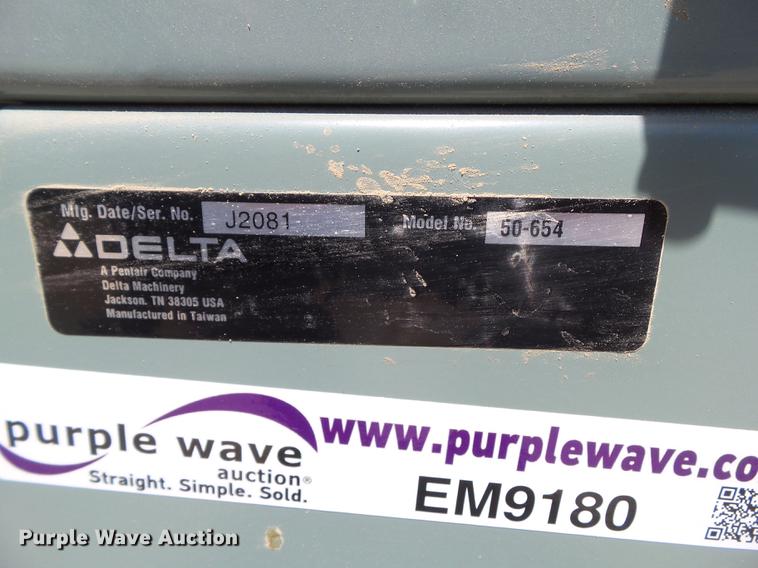 Mfg. Date/Ser. No. J2081 Model No. 50-654
DELTA
A Pentair Company
Delta Machinery
Jackson, TN 38305 USA
Manufactured in Taiwan
purple wave
auction®
Straight. Simple. Sold.
www.purplewave.co
EM9180
Purple Wave Auction